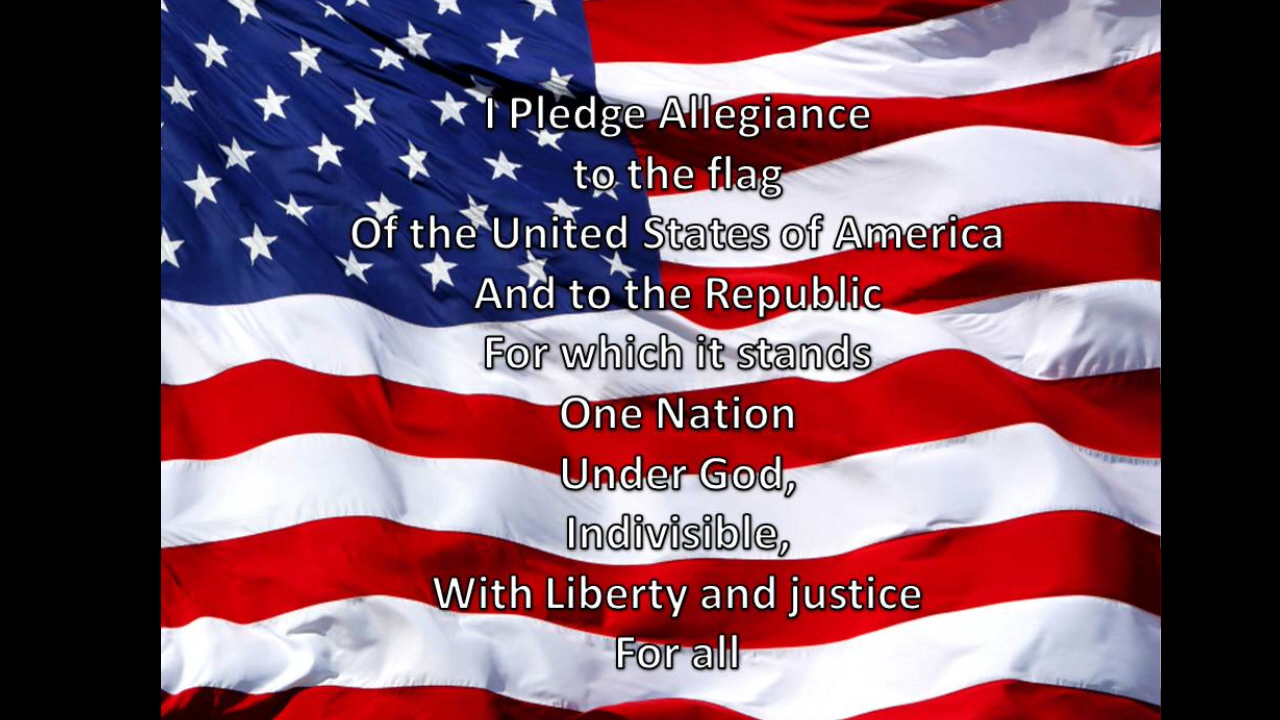 I Pledge Allegiance
to the flag
Of the United States of America
And to the Republic
For which it stands
One Nation
Under God,
Indivisible,
With Liberty and justice
For all